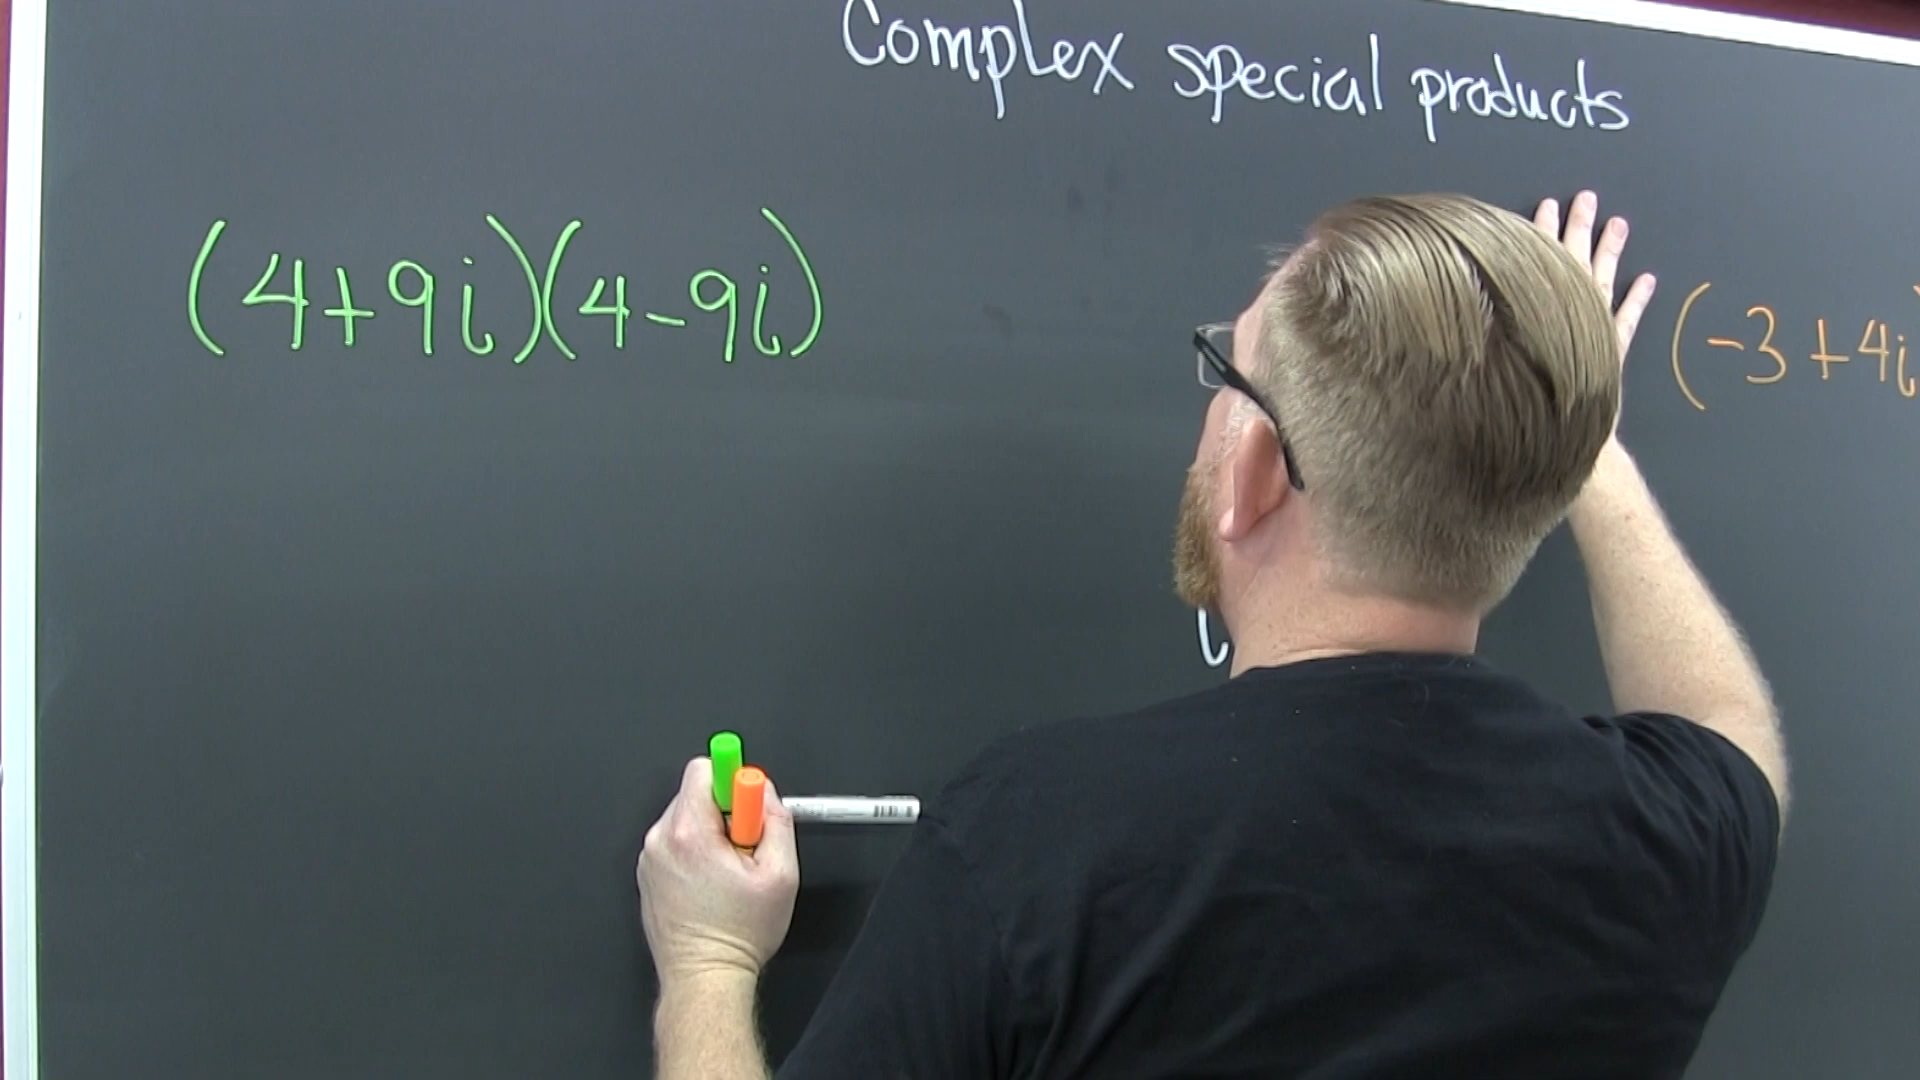 Complex special products
(4+9i)(4-9i)
(-3+4i)
i